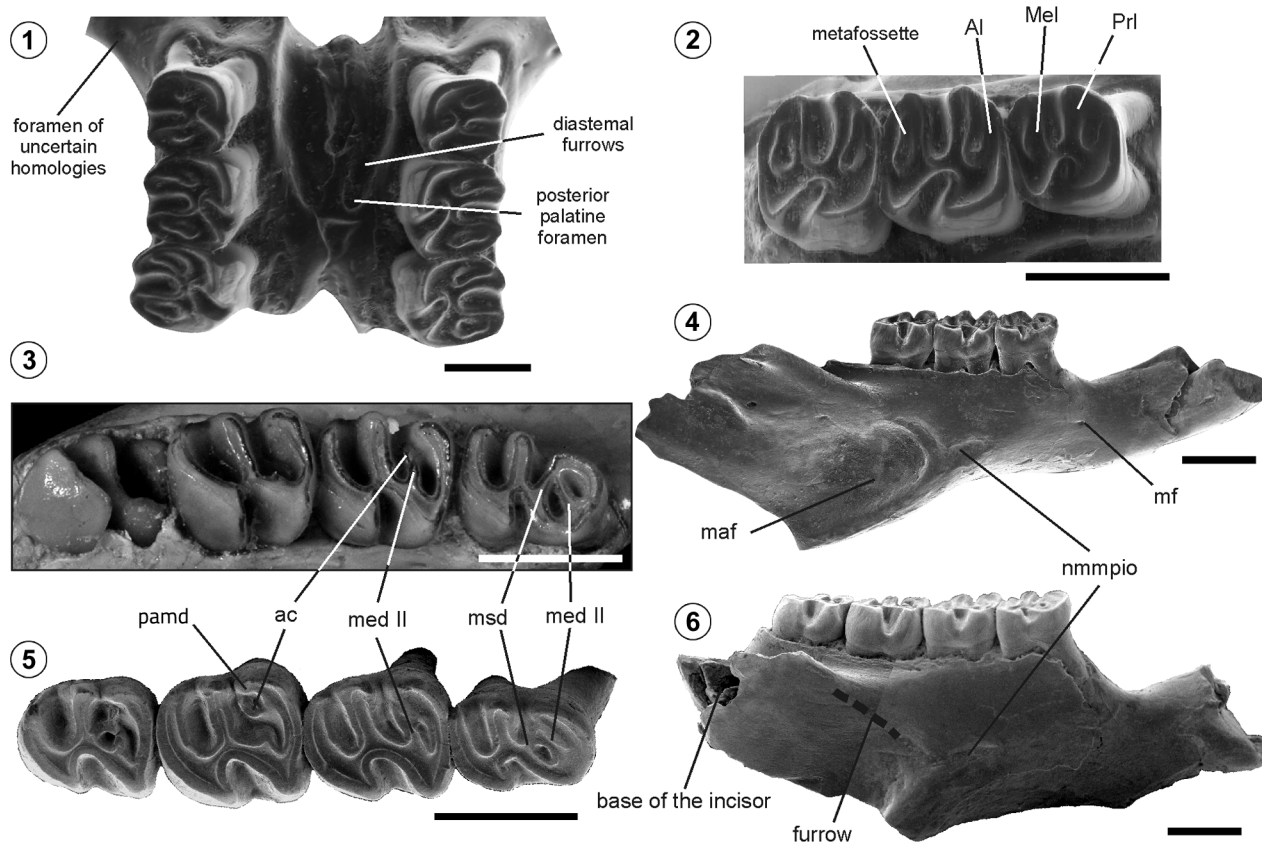 1
foramen of
uncertain
homologies
diastemal
furrows
posterior
palatine
foramen
2
metafossette
Al
Mel
Prl
3
4
maf
mf
nmmpio
pamd
ac
med II
msd
med II
5
6
base of the incisor
furrow